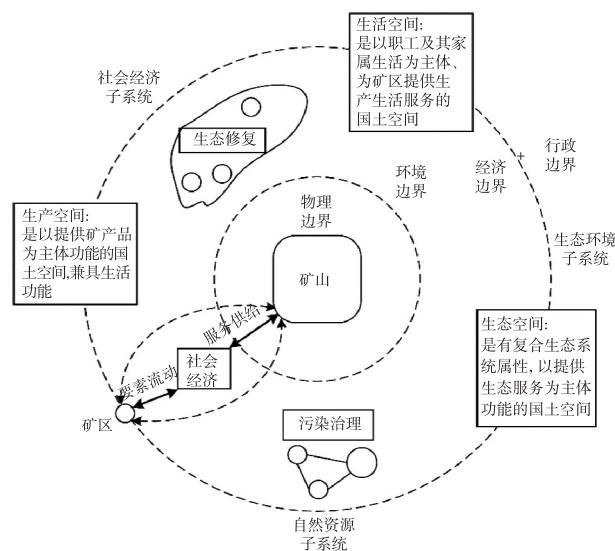 生活空间:
是以职工及其家
属生活为主体、
为矿区提供生
产生活服务的
国土空间
社会经济
子系统
生态修复
环境
边界
经济
边界
+
行政
边界
物理
边界
生产空间:
是以提供矿产品
为主体功能的国
土空间,兼具生活
功能
生态环境
子系统
矿山
服务供给
社会
经济
要素流动
矿区
生态空间:
是有复合生态系
统属性, 以提供
生态服务为主体
功能的国土空间
污染治理
自然资源
子系统